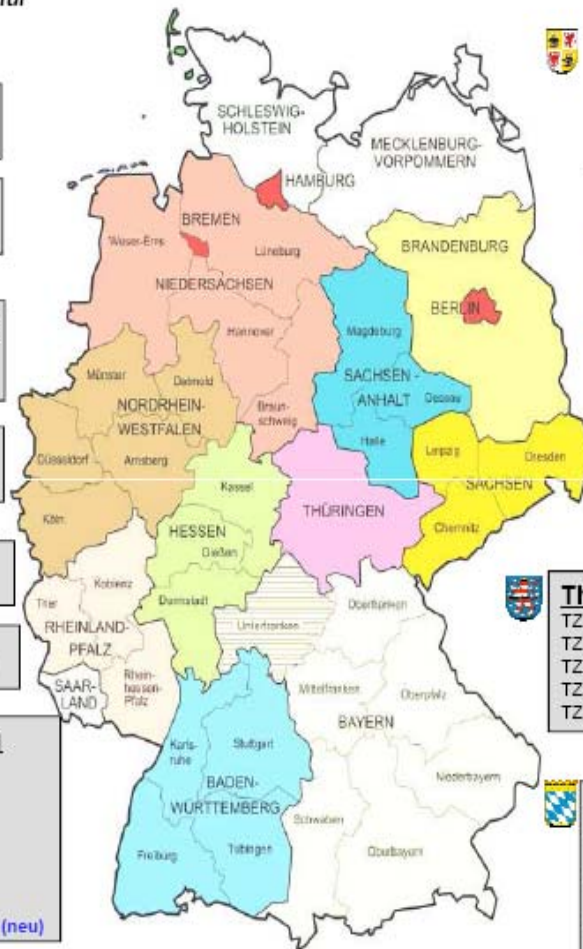 SCHLESWIG-
HOLSTEIN
MECKLENBURG-
VORPOMMERN
HAMBURG
BREMEN
Weser-Ems
Lüneburg
BRANDENBURG
NIEDERSACHSEN
BERLIN
Hannover
Magdeburg
Münster
Detmold
SACHSEN-
ANHALT
Dessau
NORDRHEIN-
WESTFALEN
Braun-
schweig
Halle
Leipzig
Dresden
Düsseldorf
Arnsberg
Kassel
SACHSEN
THÜRINGEN
Köln
HESSEN
Chemnitz
Gießen
Koblenz
Darmstadt
Trier
Unterfranken
Oberfranken
RHEINLAND-
PFALZ
Th
TZ
TZ
TZ
TZ
TZ
SAAR-
LAND
Rhein-
hessen-
Pfalz
Mittelfranken
Oberpfalz
BAYERN
Karls-
ruhe
Stuttgart
BADEN-
WÜRTTEMBERG
Niederbayern
Schwaben
Freiburg
Tübingen
Oberbayern
(neu)